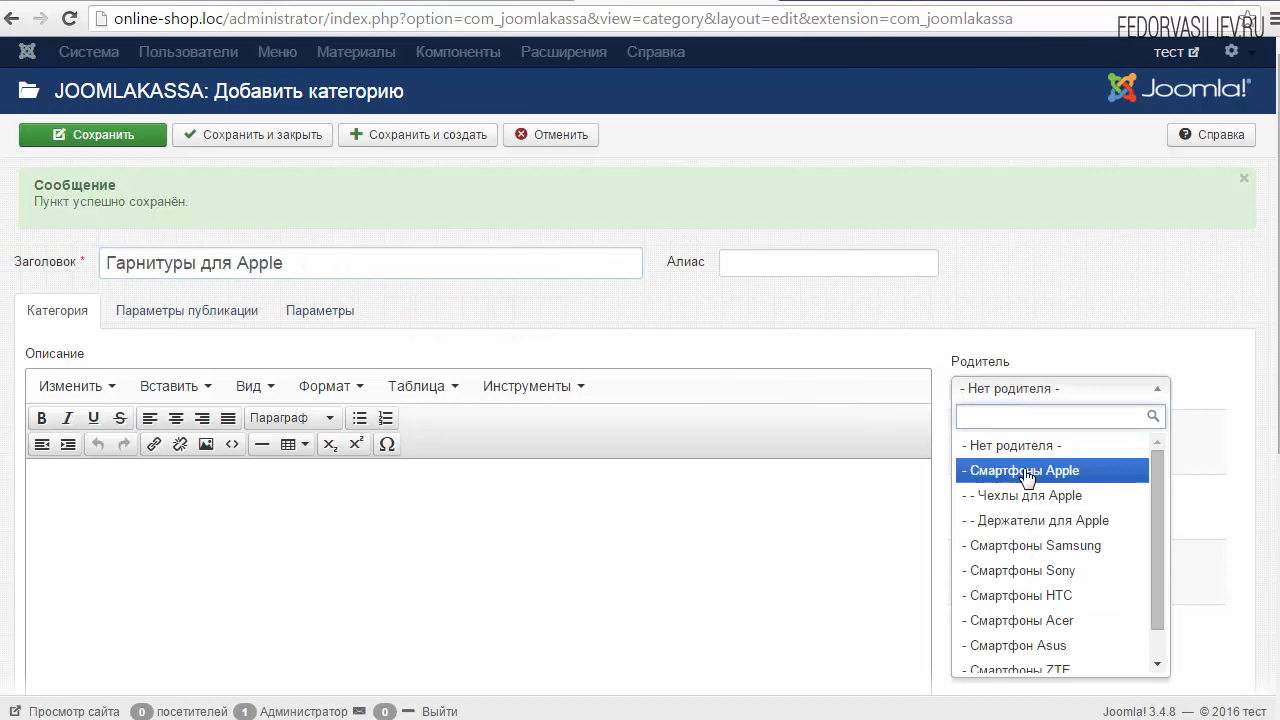 online-shop.loc/administrator/index.php?option=com_joomlakassa&view=category&layout=edit&extension=com_joomlakassa
FEDORVASILIEV.RU
Система Пользователи Меню Материалы Компоненты Расширения Справка тест
JOOMLAKASSA: Добавить категорию Joomla!
Сохранить Сохранить и закрыть Сохранить и создать Отменить Справка
Сообщение
Пункт успешно сохранён.
Заголовок * Гарнитуры для Apple Алиас
Категория Параметры публикации Параметры
Описание
Родитель
Изменить Вставить Вид Формат Таблица Инструменты
- Нет родителя -
B I U S Параграф
- Нет родителя -
- Смартфоны Apple
- - Чехлы для Apple
- - Держатели для Apple
- Смартфоны Samsung
- Смартфоны Sony
- Смартфоны HTC
- Смартфоны Acer
- Смартфон Asus
- Смартфоны ZTE
Просмотр сайта 0 посетителей 1 Администратор 0 Выйти Joomla! 3.4.8 — © 2016 тест